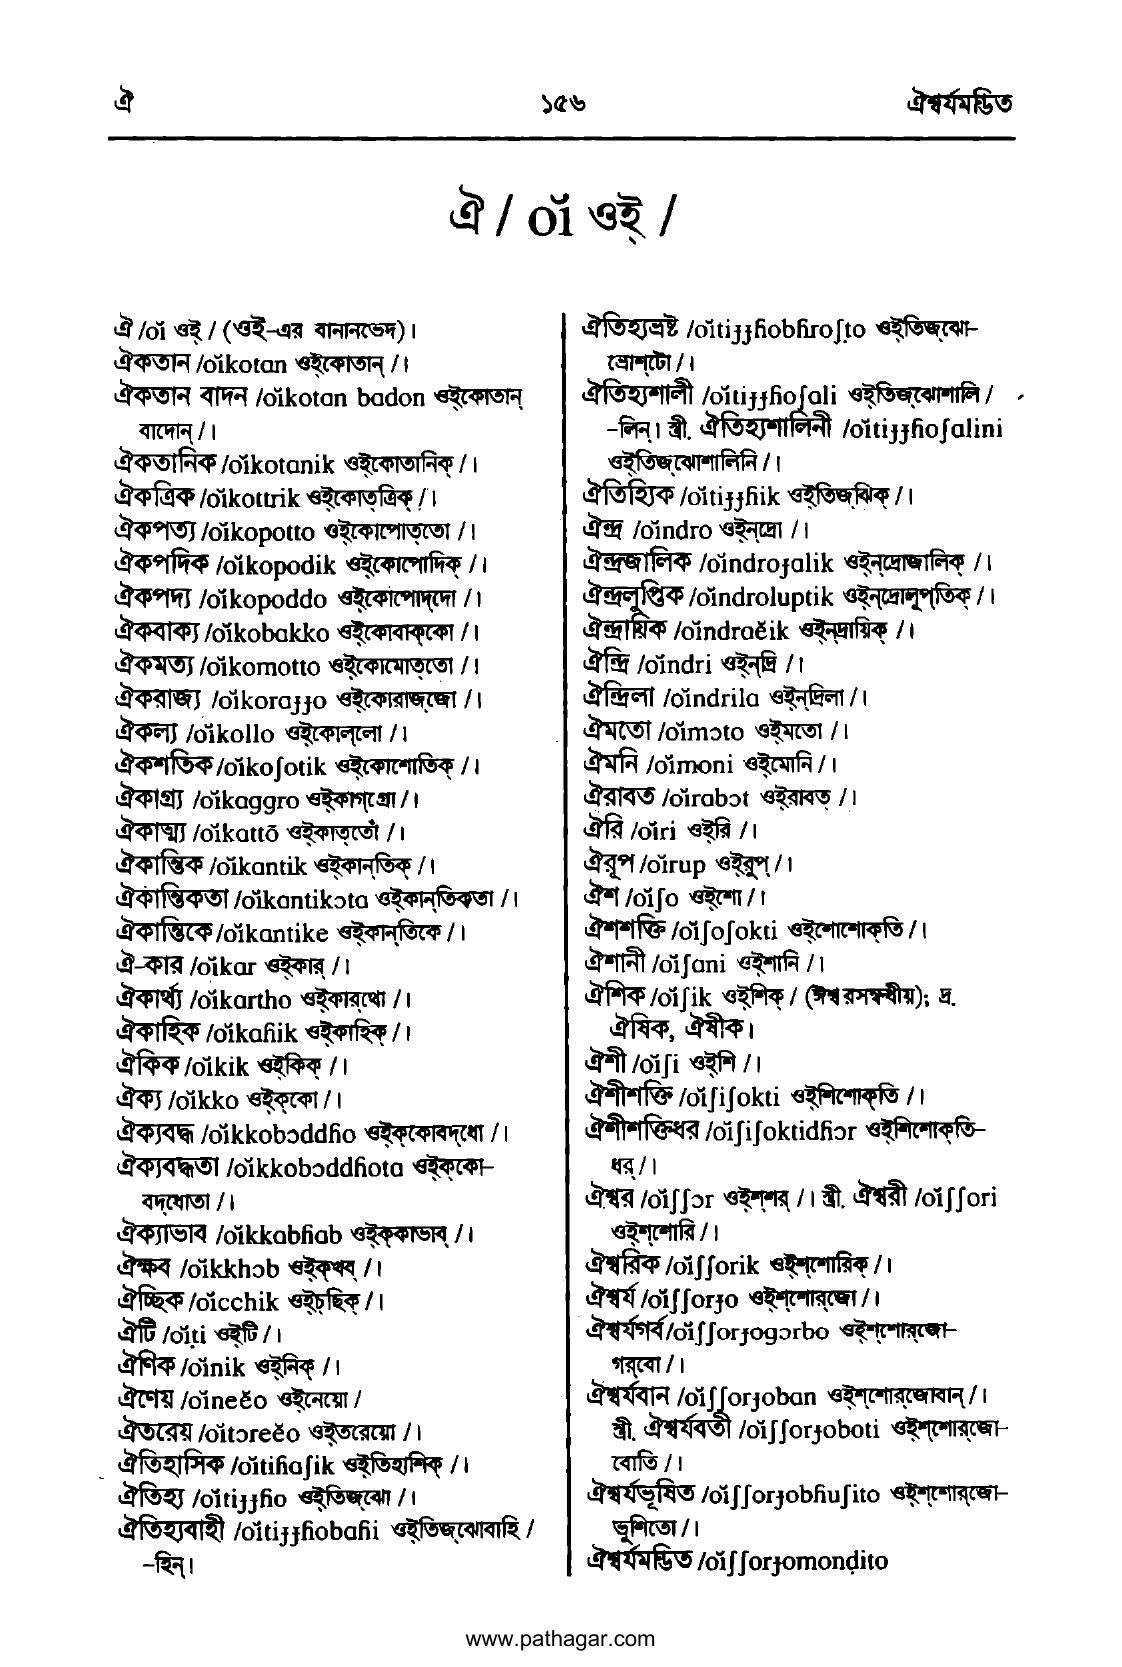 ঐ ১৫৬ ঐশ্বর্যমণ্ডিত
ঐ / oĭ ওই্ /
ঐ /oĭ ওই্ / (ওই-এর বানানভেদ)।
ঐকতান /oĭkotan ওই্কোতান্ /।
ঐকতান বাদন /oĭkotan badon ওই্কোতান্
বাদোন্ /।
ঐকতানিক /oĭkotanik ওই্কোতানিক্ /।
ঐকত্রিক /oĭkottrik ওই্কোত্‌ত্রিক্ /।
ঐকপত্য /oĭkopotto ওই্কোপোত্‌তো /।
ঐকপদিক /oĭkopodik ওই্কোপোদিক্ /।
ঐকপদ্য /oĭkopoddo ওই্কোপোদ্‌দো /।
ঐকবাক্য /oĭkobakko ওই্কোবাক্‌কো /।
ঐকমত্য /oĭkomotto ওই্কোমোত্‌তো /।
ঐকরাজ্য /oĭkoraɟɟo ওই্কোরাজ্‌জো /।
ঐকল্য /oĭkollo ওই্কোল্‌লো /।
ঐকশতিক /oĭkoʃotik ওই্কোশোতিক্ /।
ঐকাগ্র্য /oĭkaggro ওই্কাগ্‌গ্রো /।
ঐকাত্ম্য /oĭkattõ ওই্কাত্‌তোঁ /।
ঐকান্তিক /oĭkantik ওই্কান্‌তিক্ /।
ঐকান্তিকতা /oĭkantikɔta ওই্কান্‌তিকতা /।
ঐকান্তিকে /oĭkantike ওই্কান্‌তিকে /।
ঐ-কার /oĭkar ওই্কার্ /।
ঐকার্থ্য /oĭkartho ওই্কার্‌থো /।
ঐকাহিক /oĭkaɦik ওই্কাহিক্ /।
ঐকিক /oĭkik ওই্কিক্ /।
ঐক্য /oĭkko ওই্ক্‌কো /।
ঐক্যবদ্ধ /oĭkkobɔddɦo ওই্ক্‌কোবদ্‌ধো /।
ঐক্যবদ্ধতা /oĭkkobɔddɦota ওই্ক্‌কো-
বদ্‌ধোতা /।
ঐক্যাভাব /oĭkkabɦab ওই্ক্‌কাভাব্ /।
ঐক্ষব /oĭkkhɔb ওই্ক্‌খব্ /।
ঐচ্ছিক /oĭcchik ওই্চ্‌ছিক্ /।
ঐটি /oĭṭi ওই্টি /।
ঐণিক /oĭnik ওই্নিক্ /।
ঐণেয় /oĭneĕo ওই্নেয়ো /
ঐতরেয় /oĭtɔreĕo ওই্তরেয়ো /।
ঐতিহাসিক /oĭtiɦaʃik ওই্তিহাশিক্ /।
ঐতিহ্য /oĭtiɟɟɦo ওই্তিজ্‌ঝো /।
ঐতিহ্যবাহী /oĭtiɟɟɦobaɦi ওই্তিজ্‌ঝোবাহি /
-হিন্।
ঐতিহ্যভ্রষ্ট /oĭtiɟɟɦobɦroʃṭo ওই্তিজ্‌ঝো-
ভ্রোশ্‌টো /।
ঐতিহ্যশালী /oĭtiɟɟɦoʃali ওই্তিজ্‌ঝোশালি /
-লিন্। স্ত্রী. ঐতিহ্যশালিনী /oĭtiɟɟɦoʃalini
ওই্তিজ্‌ঝোশালিনি /।
ঐতিহ্যিক /oĭtiɟɟɦik ওই্তিজ্‌ঝিক্ /।
ঐন্দ্র /oĭndro ওই্ন্‌দ্রো /।
ঐন্দ্রজালিক /oĭndroɟalik ওই্ন্‌দ্রোজালিক্ /।
ঐন্দ্রলুপ্তিক /oĭndroluptik ওই্ন্‌দ্রোলুপ্‌তিক্ /।
ঐন্দ্রায়িক /oĭndraĕik ওই্ন্‌দ্রায়িক্ /।
ঐন্দ্রি /oĭndri ওই্ন্‌দ্রি /।
ঐন্দ্রিলা /oĭndrila ওই্ন্‌দ্রিলা /।
ঐমতো /oĭmɔto ওই্মতো /।
ঐমনি /oĭmoni ওই্মোনি /।
ঐরাবত /oĭrabɔt ওই্রাবত্ /।
ঐরি /oĭri ওই্রি /।
ঐরূপ /oĭrup ওই্রুপ্ /।
ঐশ /oĭʃo ওই্শো /।
ঐশশক্তি /oĭʃoʃokti ওই্শোশোক্‌তি /।
ঐশানী /oĭʃani ওই্শানি /।
ঐশিক /oĭʃik ওই্শিক্ / (ঈশ্বরসম্বন্ধীয়); দ্র.
ঐষিক, ঐষীক।
ঐশী /oĭʃi ওই্শি /।
ঐশীশক্তি /oĭʃiʃokti ওই্শিশোক্‌তি /।
ঐশীশক্তিধর /oĭʃiʃoktidɦɔr ওই্শিশোক্‌তি-
ধর্ /।
ঐশ্বর /oĭʃʃɔr ওই্শ্‌শর্ /। স্ত্রী. ঐশ্বরী /oĭʃʃori
ওই্শ্‌শোরি /।
ঐশ্বরিক /oĭʃʃorik ওই্শ্‌শোরিক্ /।
ঐশ্বর্য /oĭʃʃorɟo ওই্শ্‌শোর্‌জো /।
ঐশ্বর্যগর্ব /oĭʃʃorɟogɔrbo ওই্শ্‌শোর্‌জো-
গর্‌বো /।
ঐশ্বর্যবান /oĭʃʃorɟoban ওই্শ্‌শোর্‌জোবান্ /।
স্ত্রী. ঐশ্বর্যবতী /oĭʃʃorɟoboti ওই্শ্‌শোর্‌জো-
বোতি /।
ঐশ্বর্যভূষিত /oĭʃʃorɟobɦuʃito ওই্শ্‌শোর্‌জো-
ভুশিতো /।
ঐশ্বর্যমণ্ডিত /oĭʃʃorɟomonḍito
www.pathagar.com